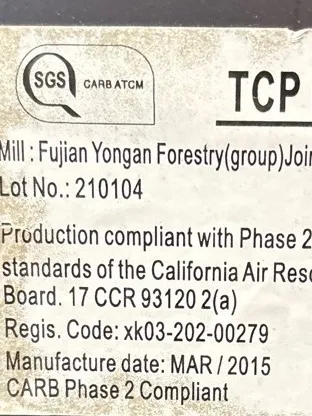 SGS CARB ATCM
TCP
Mill : Fujian Yongan Forestry(group)Join
Lot No.: 210104
Production compliant with Phase 2
standards of the California Air Reso
Board. 17 CCR 93120 2(a)
Regis. Code: xk03-202-00279
Manufacture date: MAR / 2015
CARB Phase 2 Compliant